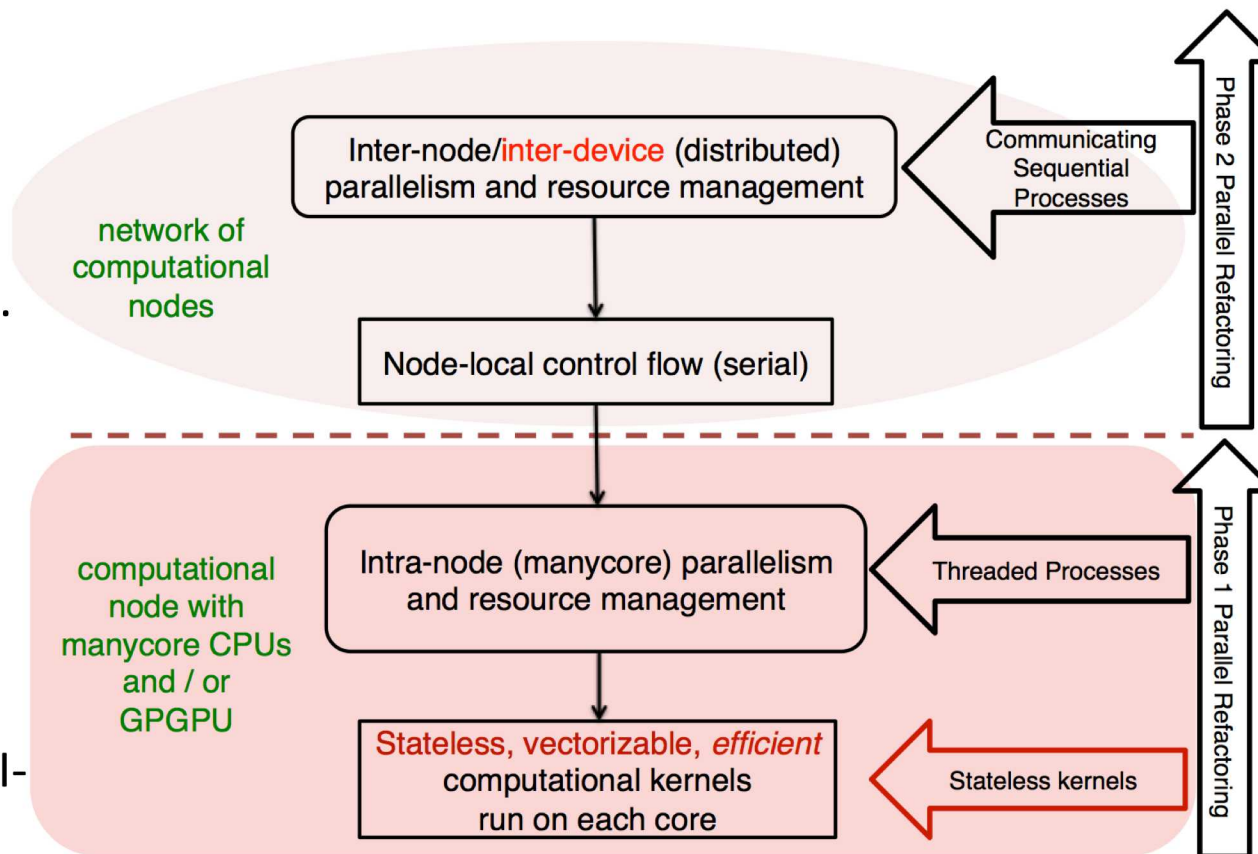 Inter-node/inter-device (distributed)
parallelism and resource management
Communicating
Sequential
Processes
Phase 2 Parallel Refactoring
network of
computational
nodes
.
Node-local control flow (serial)
Intra-node (manycore) parallelism
and resource management
Threaded Processes
Phase 1 Parallel Refactoring
computational
node with
manycore CPUs
and / or
GPGPU
Stateless, vectorizable, efficient
computational kernels
run on each core
Stateless kernels
l-